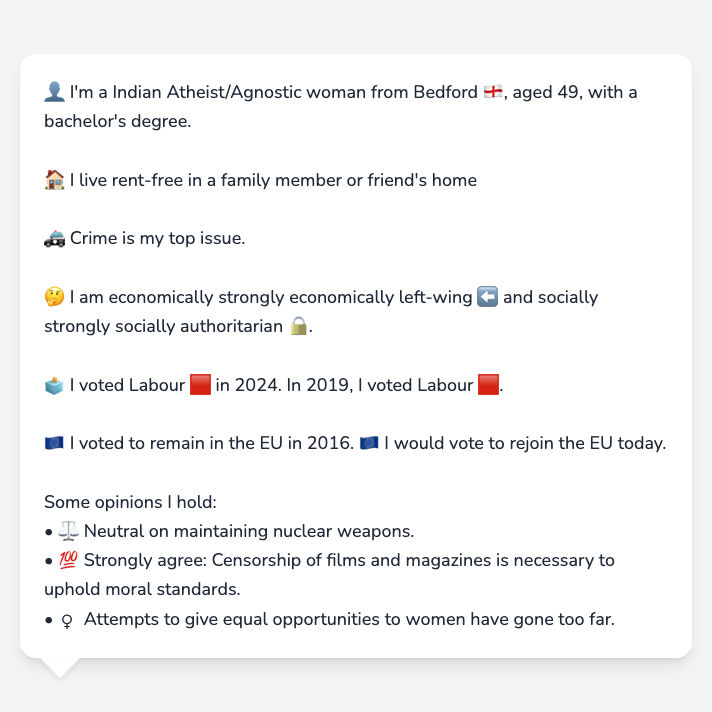 👤 I'm a Indian Atheist/Agnostic woman from Bedford 🏴󠁧󠁢󠁥󠁮󠁧󠁿, aged 49, with a
bachelor's degree.
🏠 I live rent-free in a family member or friend's home
🚓 Crime is my top issue.
🤔 I am economically strongly economically left-wing ⬅️ and socially
strongly socially authoritarian 🔒.
🗳️ I voted Labour 🟥 in 2024. In 2019, I voted Labour 🟥.
🇪🇺 I voted to remain in the EU in 2016. 🇪🇺 I would vote to rejoin the EU today.
Some opinions I hold:
• ⚖️ Neutral on maintaining nuclear weapons.
• 💯 Strongly agree: Censorship of films and magazines is necessary to
uphold moral standards.
• ♀ Attempts to give equal opportunities to women have gone too far.